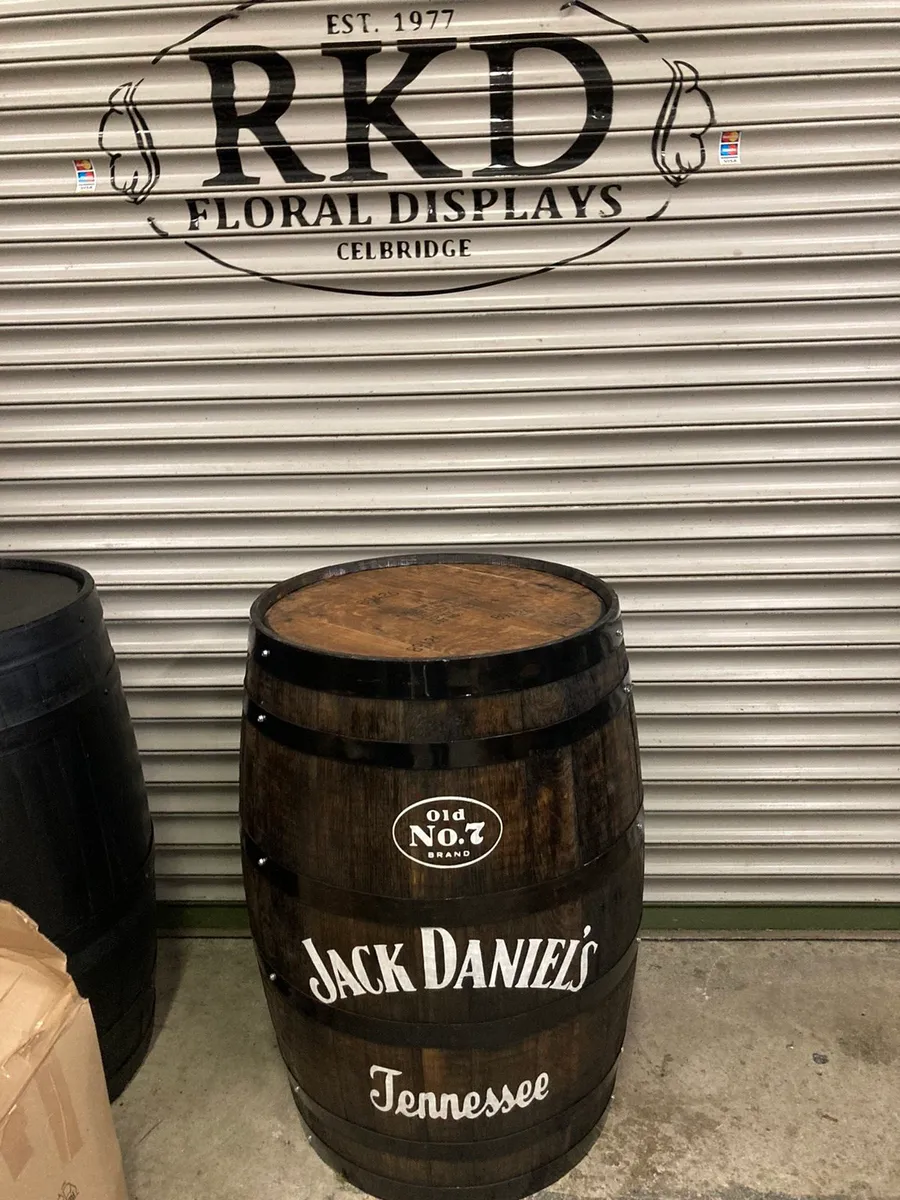 EST. 1977
RKD
FLORAL DISPLAYS
CELBRIDGE
Old
No.7
BRAND
JACK DANIEL'S
Tennessee